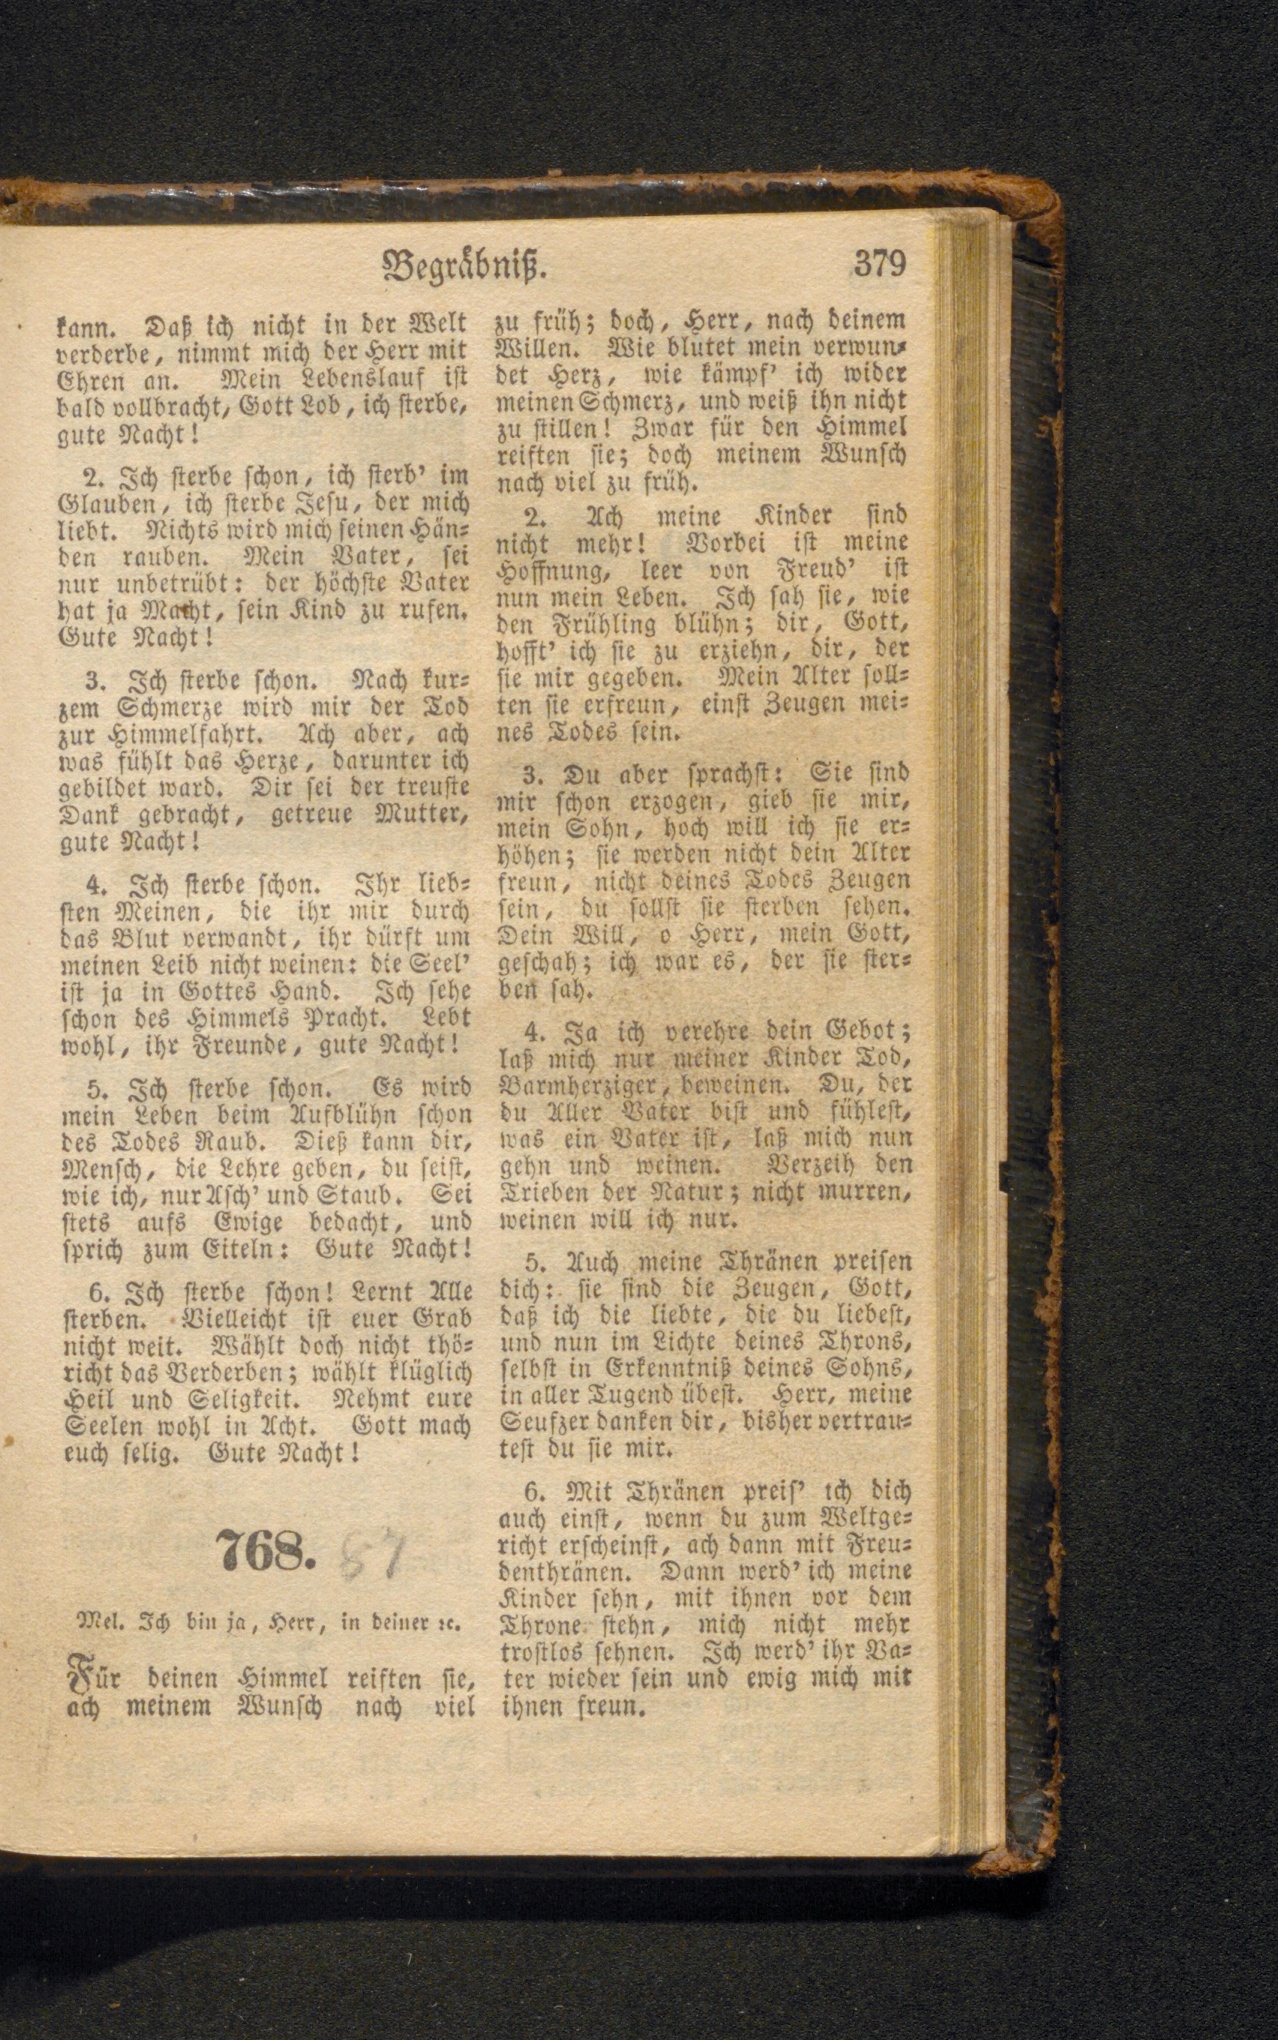 Begräbniß.
379
kann. Daß ich nicht in der Welt
verderbe, nimmt mich der Herr mit
Ehren an. Mein Lebenslauf ist
bald vollbracht, Gott Lob, ich sterbe,
gute Nacht!
2. Ich sterbe schon, ich sterb' im
Glauben, ich sterbe Jesu, der mich
liebt. Nichts wird mich seinen Hän-
den rauben. Mein Vater, sei
nur unbetrübt: der höchste Vater
hat ja Macht, sein Kind zu rufen.
Gute Nacht!
3. Ich sterbe schon. Nach kur-
zem Schmerze wird mir der Tod
zur Himmelfahrt. Ach aber, ach
was fühlt das Herze, darunter ich
gebildet ward. Dir sei der treuste
Dank gebracht, getreue Mutter,
gute Nacht!
4. Ich sterbe schon. Ihr lieb-
sten Meinen, die ihr mir durch
das Blut verwandt, ihr dürft um
meinen Leib nicht weinen: die Seel'
ist ja in Gottes Hand. Ich sehe
schon des Himmels Pracht. Lebt
wohl, ihr Freunde, gute Nacht!
5. Ich sterbe schon. Es wird
mein Leben beim Aufblühn schon
des Todes Raub. Dieß kann dir,
Mensch, die Lehre geben, du seist,
wie ich, nur Asch' und Staub. Sei
stets aufs Ewige bedacht, und
sprich zum Eiteln: Gute Nacht!
6. Ich sterbe schon! Lernt Alle
sterben. Vielleicht ist euer Grab
nicht weit. Wählt doch nicht thö-
richt das Verderben; wählt klüglich
Heil und Seligkeit. Nehmt eure
Seelen wohl in Acht. Gott mach
euch selig. Gute Nacht!
768. 87
Mel. Ich bin ja, Herr, in deiner ꝛc.
Für deinen Himmel reiften sie,
ach meinem Wunsch nach viel
zu früh; doch, Herr, nach deinem
Willen. Wie blutet mein verwun-
det Herz, wie kämpf' ich wider
meinen Schmerz, und weiß ihn nicht
zu stillen! Zwar für den Himmel
reiften sie; doch meinem Wunsch
nach viel zu früh.
2. Ach meine Kinder sind
nicht mehr! Vorbei ist meine
Hoffnung, leer von Freud' ist
nun mein Leben. Ich sah sie, wie
den Frühling blühn; dir, Gott,
hofft' ich sie zu erziehn, dir, der
sie mir gegeben. Mein Alter soll-
ten sie erfreun, einst Zeugen mei-
nes Todes sein.
3. Du aber sprachst: Sie sind
mir schon erzogen, gieb sie mir,
mein Sohn, hoch will ich sie er-
höhen; sie werden nicht dein Alter
freun, nicht deines Todes Zeugen
sein, du sollst sie sterben sehen.
Dein Will, o Herr, mein Gott,
geschah; ich war es, der sie ster-
ben sah.
4. Ja ich verehre dein Gebot;
laß mich nur meiner Kinder Tod,
Barmherziger, beweinen. Du, der
du Aller Vater bist und fühlest,
was ein Vater ist, laß mich nun
gehn und weinen. Verzeih den
Trieben der Natur; nicht murren,
weinen will ich nur.
5. Auch meine Thränen preisen
dich: sie sind die Zeugen, Gott,
daß ich die liebte, die du liebest,
und nun im Lichte deines Throns,
selbst in Erkenntniß deines Sohns,
in aller Tugend übest. Herr, meine
Seufzer danken dir, bisher vertrau-
test du sie mir.
6. Mit Thränen preis' ich dich
auch einst, wenn du zum Weltge-
richt erscheinst, ach dann mit Freu-
denthränen. Dann werd' ich meine
Kinder sehn, mit ihnen vor dem
Throne stehn, mich nicht mehr
trostlos sehnen. Ich werd' ihr Va-
ter wieder sein und ewig mich mit
ihnen freun.